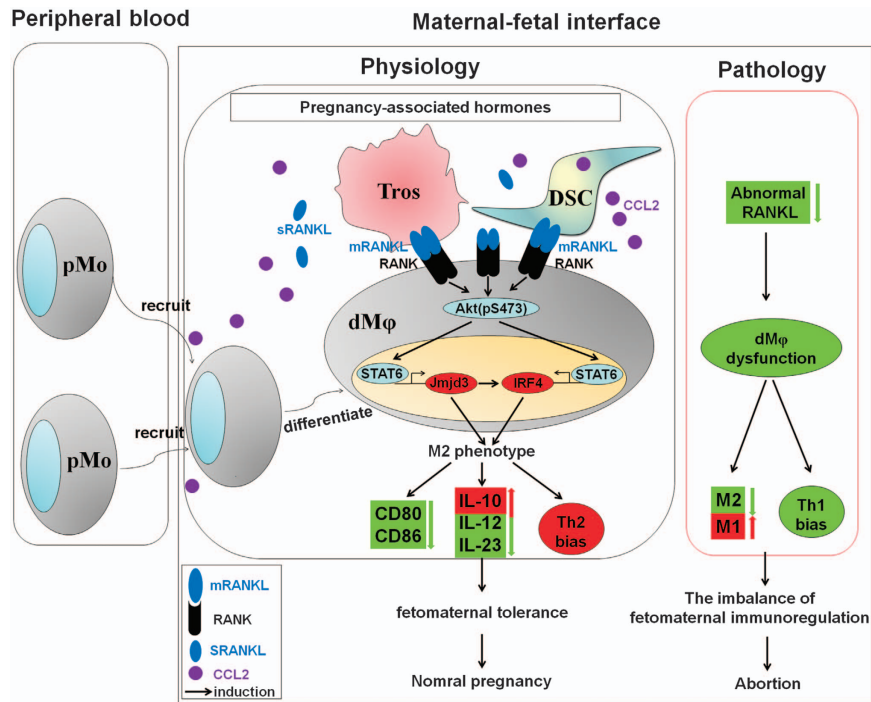 Peripheral blood
Maternal-fetal interface
Physiology
Pathology
Pregnancy-associated hormones
Tros
DSC
CCL2
sRANKL
mRANKL
RANK
mRANKL
RANK
Abnormal
RANKL
pMo
recruit
Akt(pS473)
dMφ
STAT6
Jmjd3
IRF4
STAT6
dMφ
dysfunction
differentiate
pMo
recruit
M2 phenotype
CD80
CD86
IL-10
IL-12
IL-23
Th2
bias
M2
M1
Th1
bias
mRANKL
RANK
SRANKL
CCL2
induction
fetomaternal tolerance
Nomral pregnancy
The imbalance of
fetomaternal immunoregulation
Abortion